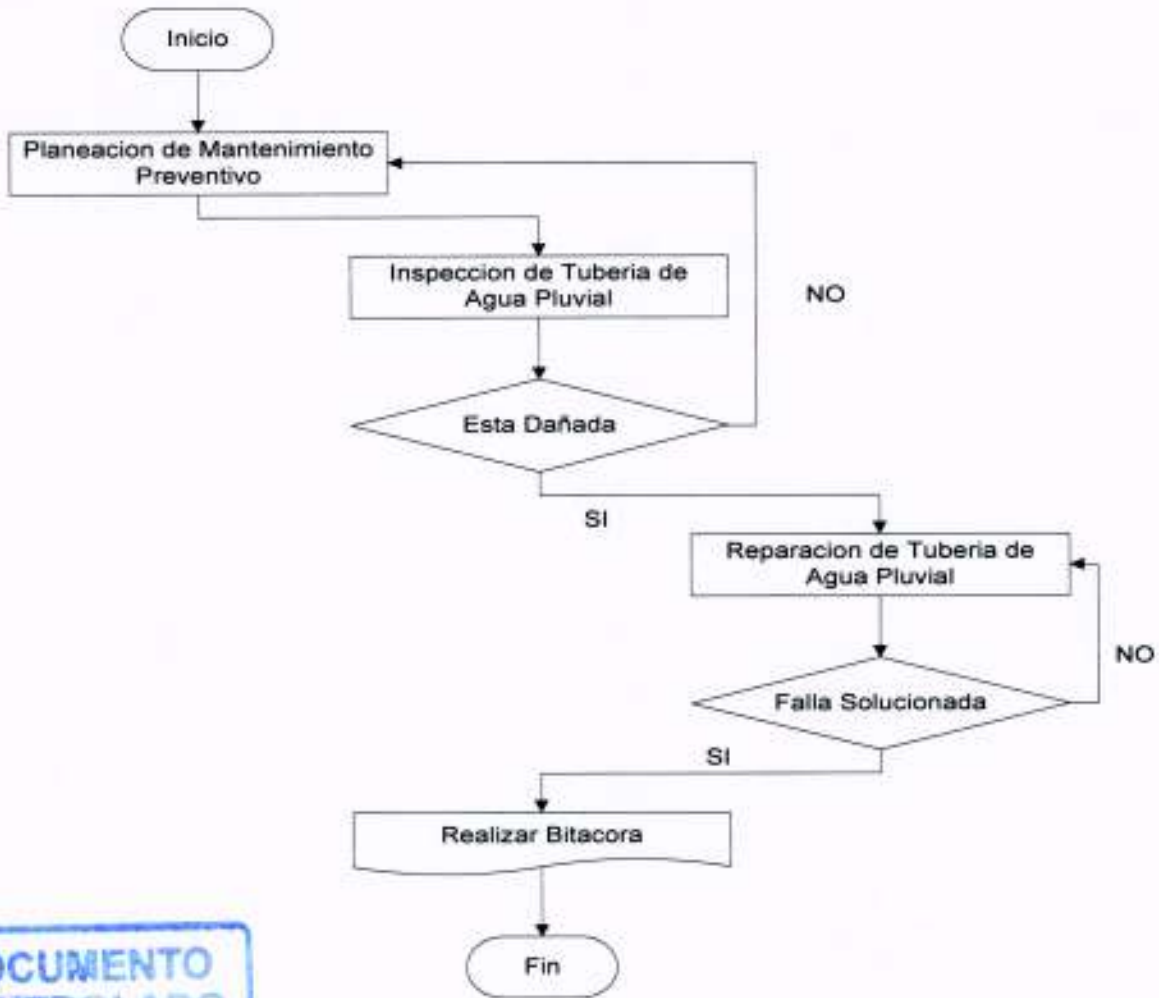 Inicio
Planeacion de Mantenimiento
Preventivo
Inspeccion de Tuberia de
Agua Pluvial
NO
Esta Dañada
SI
Reparacion de Tuberia de
Agua Pluvial
NO
Falla Solucionada
SI
Realizar Bitacora
Fin